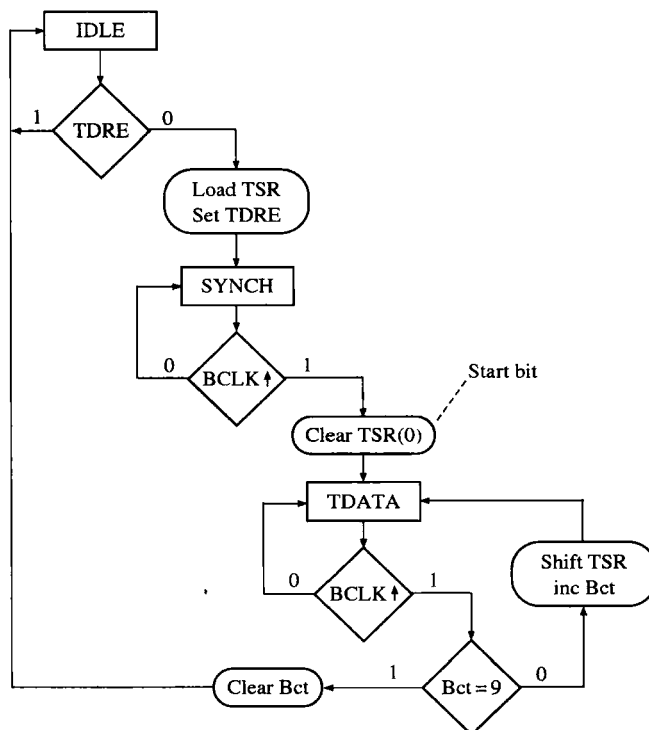 IDLE
1
TDRE
0
Load TSR
Set TDRE
SYNCH
0
BCLK ↑
1
Start bit
Clear TSR(0)
TDATA
0
BCLK ↑
1
Shift TSR
inc Bct
Clear Bct
1
Bct = 9
0